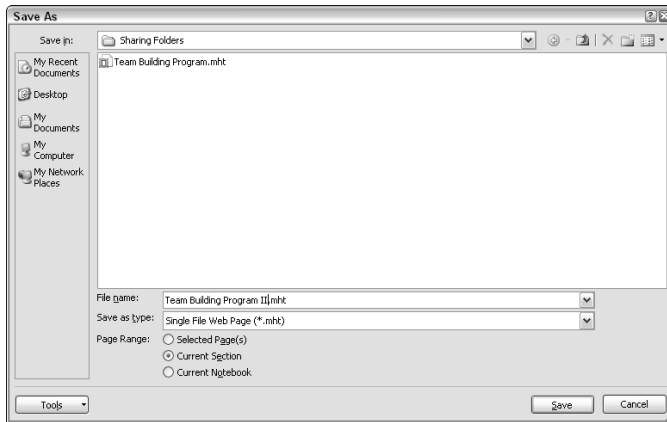 Save As
Save in:
Sharing Folders
My Recent
Documents
Desktop
My
Documents
My
Computer
My Network
Places
Team Building Program.mht
File name:
Team Building Program II.mht
Save as type:
Single File Web Page (*.mht)
Page Range:
Selected Page(s)
Current Section
Current Notebook
Tools
Save
Cancel